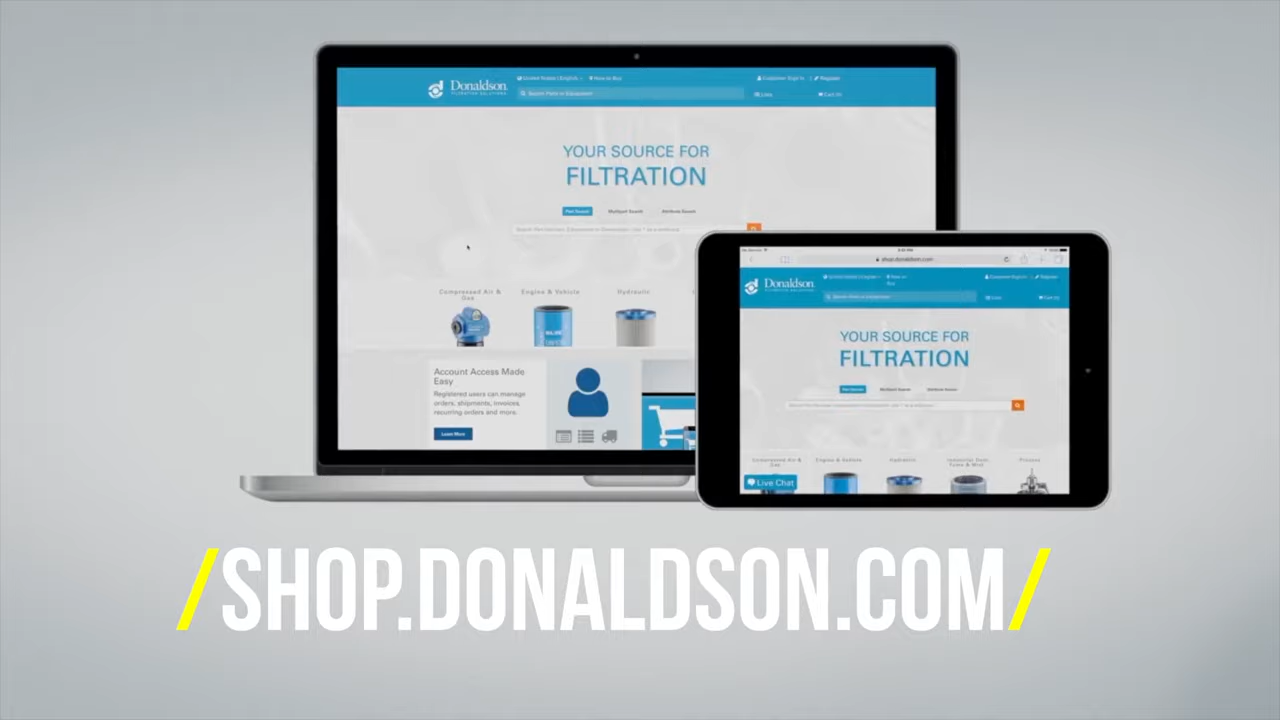 Donaldson
FILTRATION SOLUTIONS
United States | English
How to Buy
Customer Sign In | Register
Search Parts or Equipment
Lists
Cart (0)
YOUR SOURCE FOR
FILTRATION
Part Search
Multipart Search
Attribute Search
Compressed Air &
Gas
Engine & Vehicle
Hydraulic
Account Access Made
Easy
Registered users can manage
orders, shipments, invoices,
recurring orders and more.
Learn More
shop.donaldson.com
Donaldson
FILTRATION SOLUTIONS
United States | English
How to
Buy
Customer Sign In | Register
Search Parts or Equipment
Lists
Cart (0)
YOUR SOURCE FOR
FILTRATION
Part Search
Multipart Search
Attribute Search
Compressed Air &
Gas
Engine & Vehicle
Hydraulic
Industrial Dust,
Fume & Mist
Process
Live Chat
/SHOP.DONALDSON.COM/